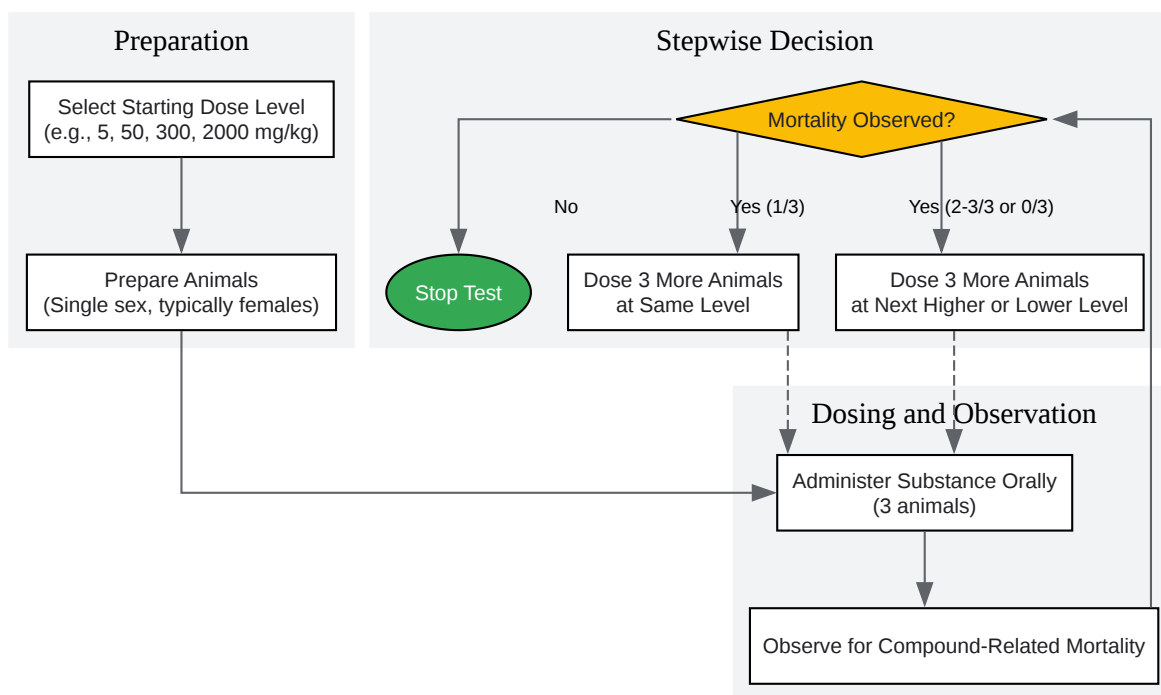 Preparation
Select Starting Dose Level
(e.g., 5, 50, 300, 2000 mg/kg)
Prepare Animals
(Single sex, typically females)
Stepwise Decision
Mortality Observed?
No
Yes (1/3)
Yes (2-3/3 or 0/3)
Stop Test
Dose 3 More Animals
at Same Level
Dose 3 More Animals
at Next Higher or Lower Level
Dosing and Observation
Administer Substance Orally
(3 animals)
Observe for Compound-Related Mortality